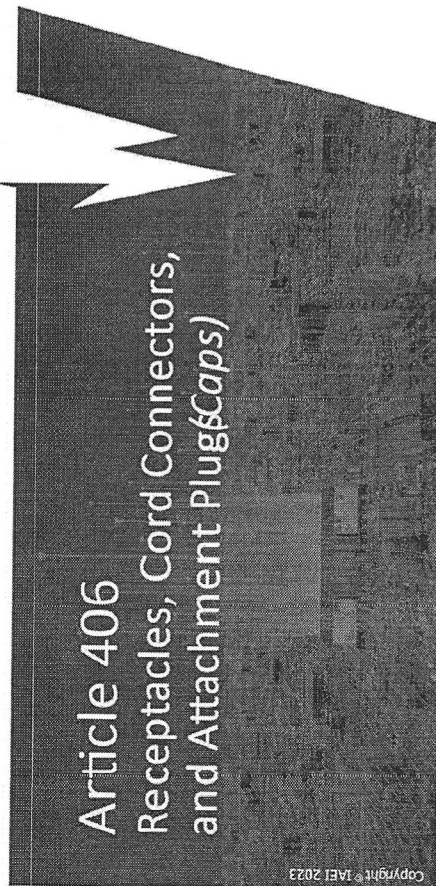 Article 406
Receptacles, Cord Connectors,
and Attachment Plugs(Caps)
Copyright © IAEI 2023